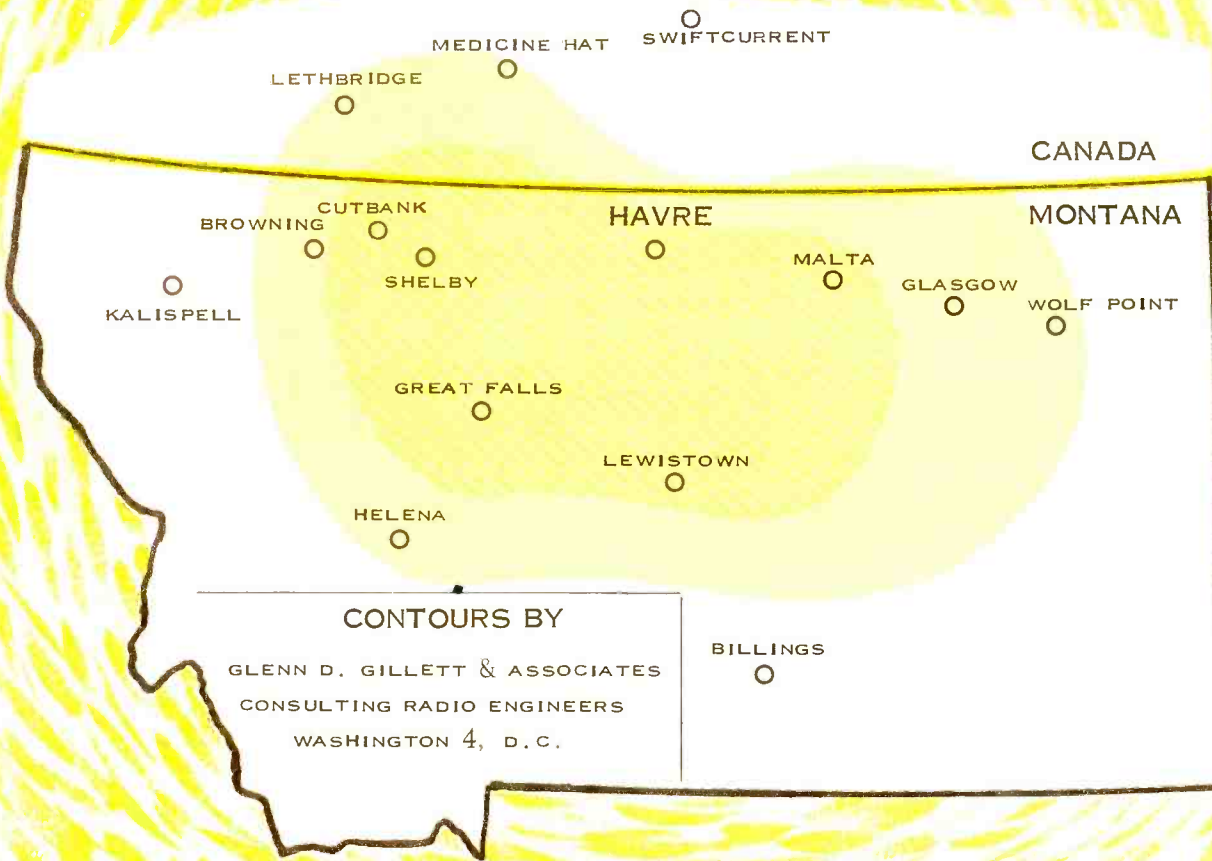 SWIFTCURRENT
MEDICINE HAT
LETHBRIDGE
CANADA
CUTBANK
HAVRE
MONTANA
BROWNING
MALTA
SHELBY
GLASGOW
WOLF POINT
KALISPELL
GREAT FALLS
LEWISTOWN
HELENA
CONTOURS BY
GLENN D. GILLETT & ASSOCIATES
CONSULTING RADIO ENGINEERS
WASHINGTON 4, D.C.
BILLINGS